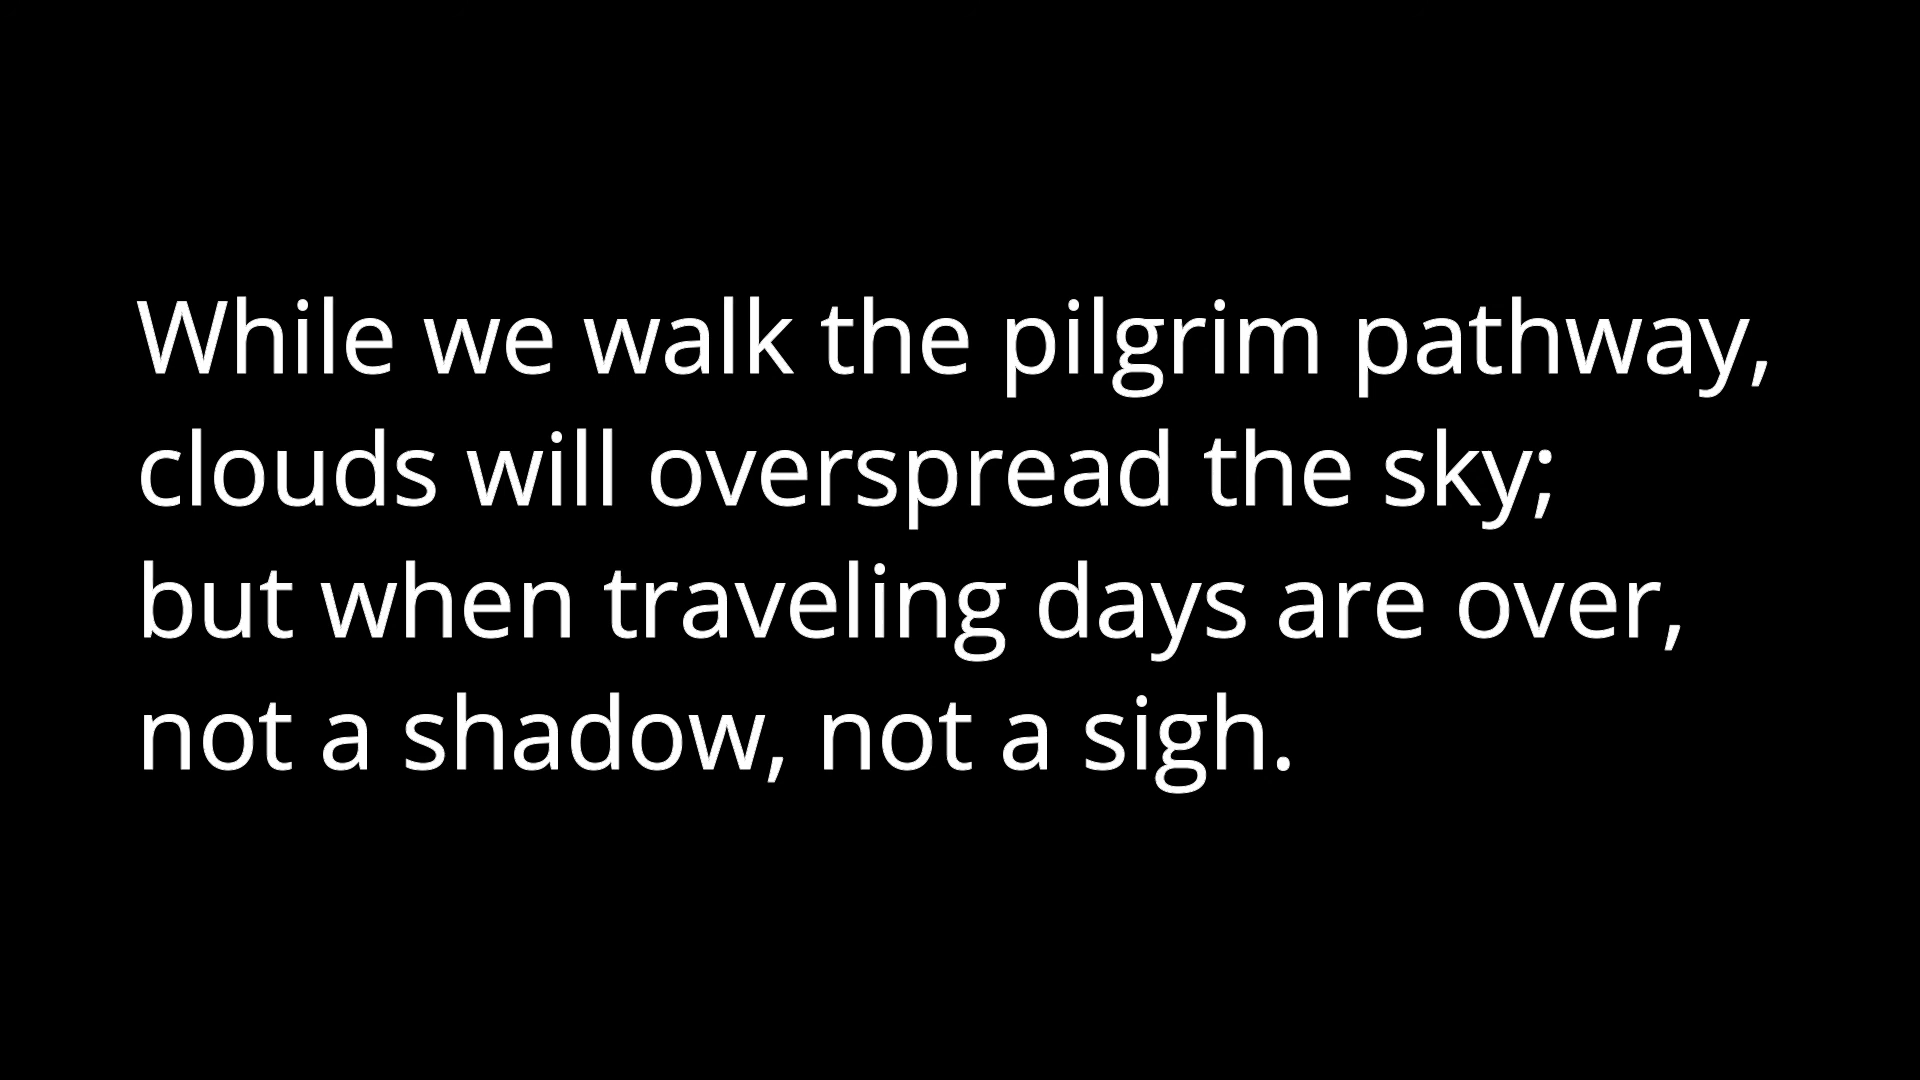 While we walk the pilgrim pathway,
clouds will overspread the sky;
but when traveling days are over,
not a shadow, not a sigh.